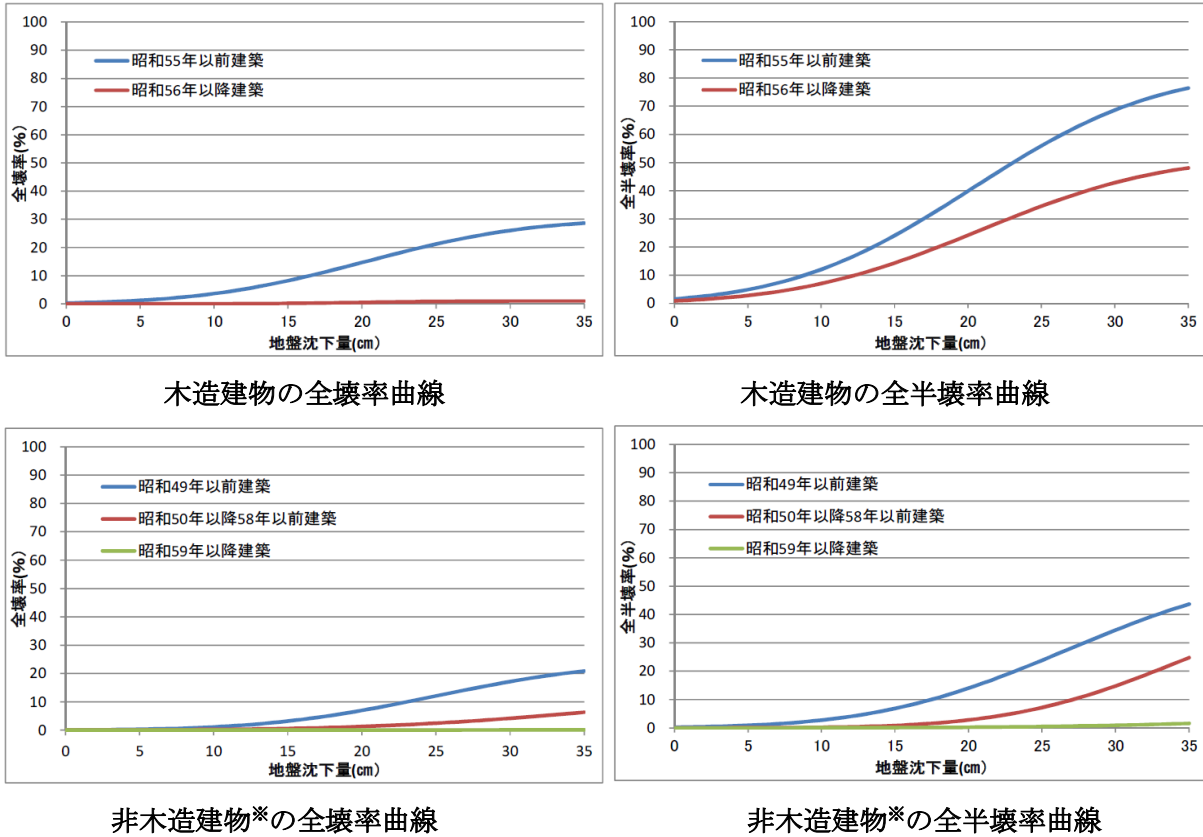 100
90
80
70
60
50
40
30
20
10
0
全壊率(%)
昭和55年以前建築
昭和56年以降建築
0 5 10 15 20 25 30 35
地盤沈下量(cm)
木造建物の全壊率曲線
100
90
80
70
60
50
40
30
20
10
0
全半壊率(%)
昭和55年以前建築
昭和56年以降建築
0 5 10 15 20 25 30 35
地盤沈下量(cm)
木造建物の全半壊率曲線
100
90
80
70
60
50
40
30
20
10
0
全壊率(%)
昭和49年以前建築
昭和50年以降58年以前建築
昭和59年以降建築
0 5 10 15 20 25 30 35
地盤沈下量(cm)
非木造建物※の全壊率曲線
100
90
80
70
60
50
40
30
20
10
0
全半壊率(%)
昭和49年以前建築
昭和50年以降58年以前建築
昭和59年以降建築
0 5 10 15 20 25 30 35
地盤沈下量(cm)
非木造建物※の全半壊率曲線